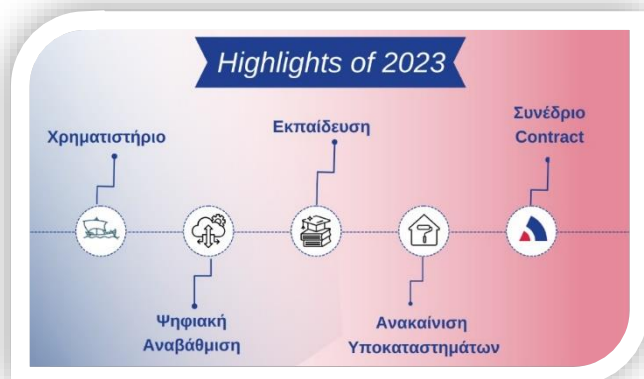 Highlights of 2023
Χρηματιστήριο
Εκπαίδευση
Συνέδριο
Contract
Ψηφιακή
Αναβάθμιση
Ανακαίνιση
Υποκαταστημάτων